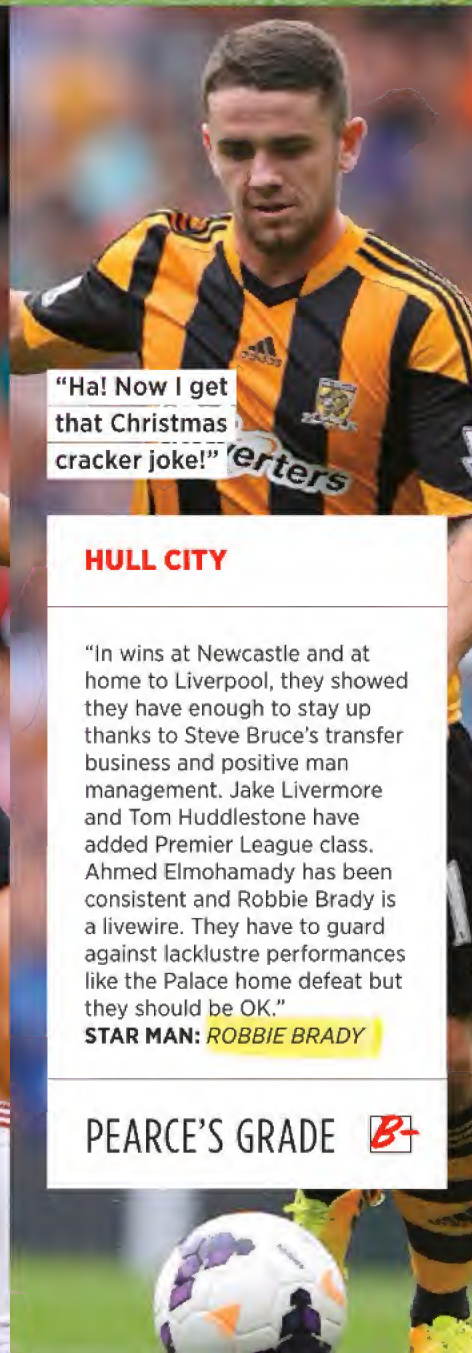 "Ha! Now I get
that Christmas
cracker joke!"
erters
adidas
HULL CITY
"In wins at Newcastle and at
home to Liverpool, they showed
they have enough to stay up
thanks to Steve Bruce's transfer
business and positive man
management. Jake Livermore
and Tom Huddlestone have
added Premier League class.
Ahmed Elmohamady has been
consistent and Robbie Brady is
a livewire. They have to guard
against lacklustre performances
like the Palace home defeat but
they should be OK."
STAR MAN: ROBBIE BRADY
PEARCE'S GRADE B-